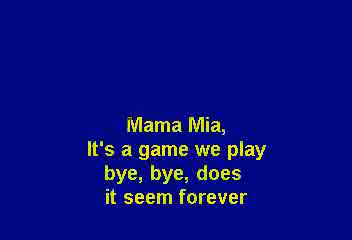 Mama Mia,
It's a game we play
bye, bye, does
it seem forever